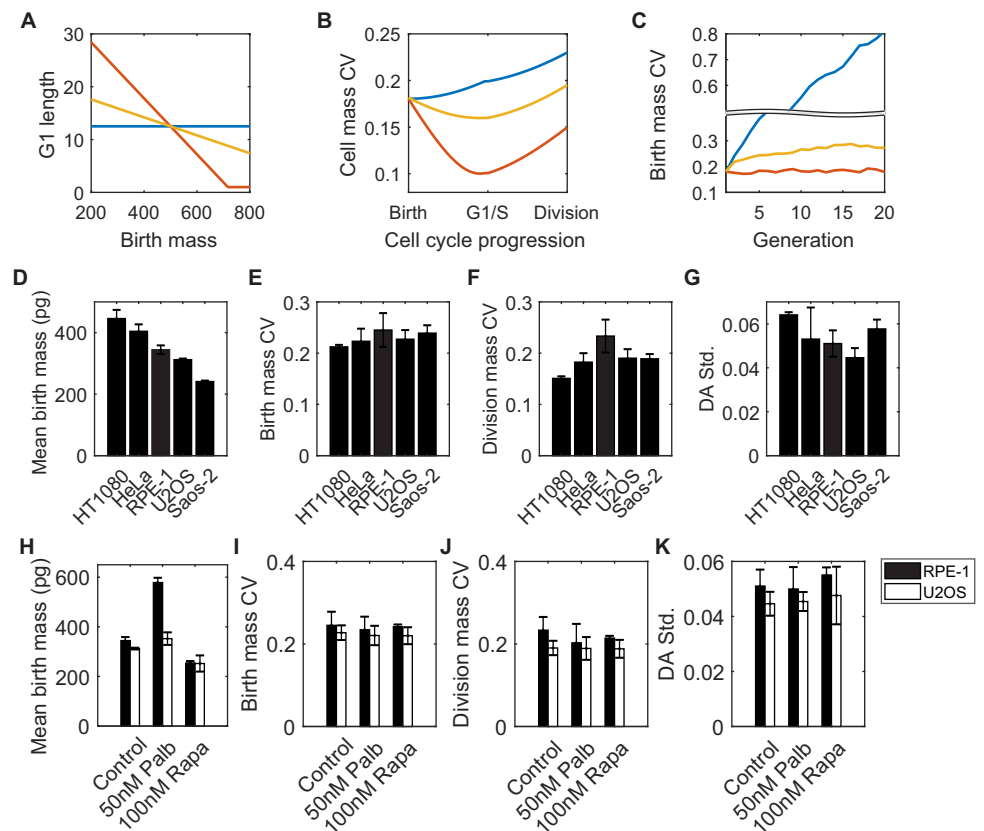 A
G1 length
30
20
10
0
200
400
600
800
Birth mass
B
Cell mass CV
0.25
0.2
0.15
0.1
Birth
G1/S
Division
Cell cycle progression
C
Birth mass CV
0.8
0.6
0.3
0.2
0.1
5
10
15
20
Generation
D
Mean birth mass (pg)
400
200
0
HT1080
HeLa
RPE-1
U2OS
Saos-2
E
Birth mass CV
0.3
0.2
0.1
0
HT1080
HeLa
RPE-1
U2OS
Saos-2
F
Division mass CV
0.3
0.2
0.1
0
HT1080
HeLa
RPE-1
U2OS
Saos-2
G
DA Std.
0.06
0.04
0.02
0
HT1080
HeLa
RPE-1
U2OS
Saos-2
H
Mean birth mass (pg)
600
400
200
0
Control
50nM Palb
100nM Rapa
I
Birth mass CV
0.4
0.2
0
Control
50nM Palb
100nM Rapa
J
Division mass CV
0.4
0.2
0
Control
50nM Palb
100nM Rapa
K
DA Std.
0.06
0.04
0.02
0
Control
50nM Palb
100nM Rapa
RPE-1
U2OS